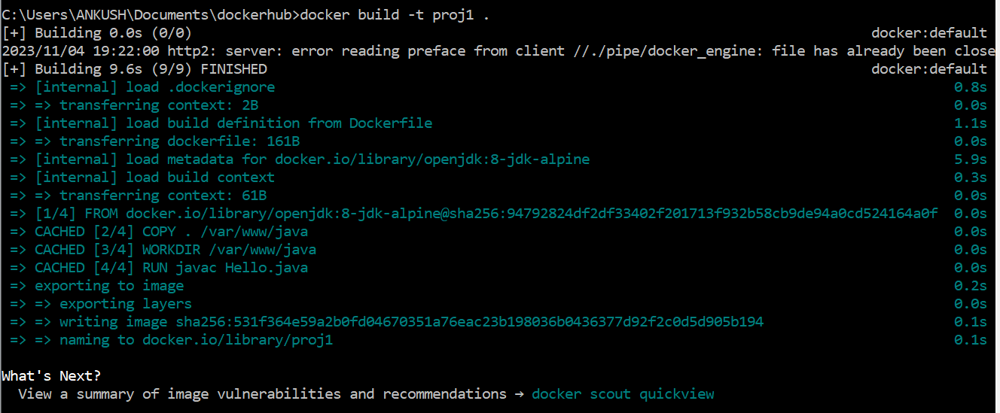 C:\Users\ANKUSH\Documents\dockerhub>docker build -t proj1 .
[+] Building 0.0s (0/0) docker:default
2023/11/04 19:22:00 http2: server: error reading preface from client //./pipe/docker_engine: file has already been close
[+] Building 9.6s (9/9) FINISHED docker:default
=> [internal] load .dockerignore 0.8s
=> => transferring context: 2B 0.0s
=> [internal] load build definition from Dockerfile 1.1s
=> => transferring dockerfile: 161B 0.0s
=> [internal] load metadata for docker.io/library/openjdk:8-jdk-alpine 5.9s
=> [internal] load build context 0.3s
=> => transferring context: 61B 0.0s
=> [1/4] FROM docker.io/library/openjdk:8-jdk-alpine@sha256:94792824df2df33402f201713f932b58cb9de94a0cd524164a0f 0.0s
=> CACHED [2/4] COPY . /var/www/java 0.0s
=> CACHED [3/4] WORKDIR /var/www/java 0.0s
=> CACHED [4/4] RUN javac Hello.java 0.0s
=> exporting to image 0.2s
=> => exporting layers 0.0s
=> => writing image sha256:531f364e59a2b0fd04670351a76eac23b198036b0436377d92f2c0d5d905b194 0.1s
=> => naming to docker.io/library/proj1 0.1s
What's Next?
View a summary of image vulnerabilities and recommendations → docker scout quickview